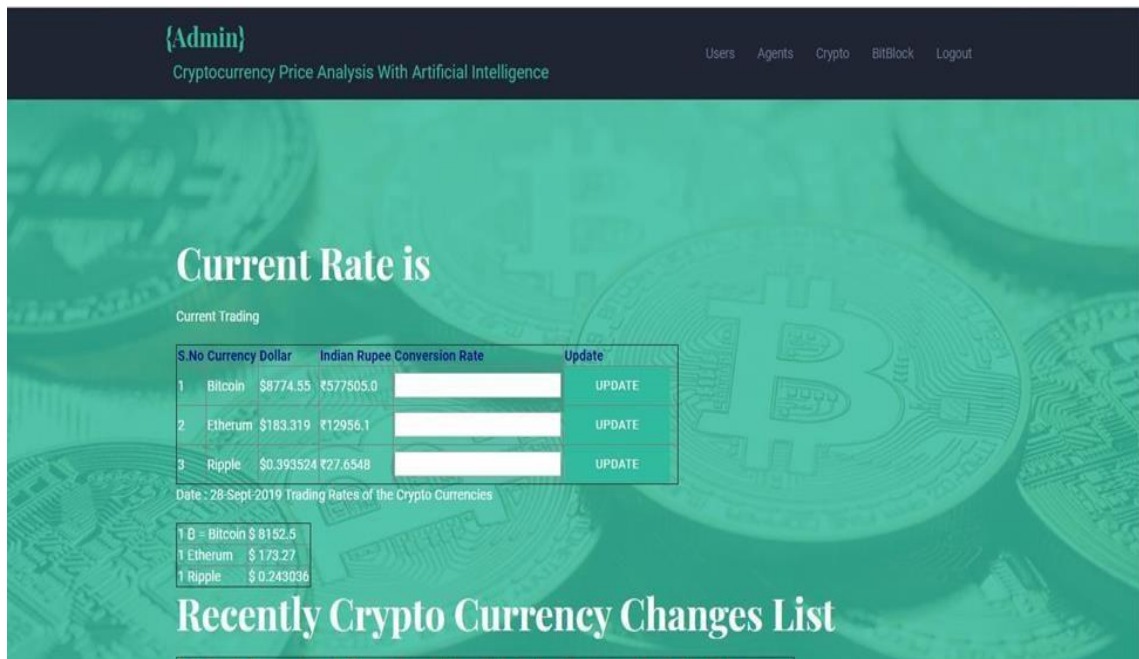 {Admin}
Cryptocurrency Price Analysis With Artificial Intelligence
Users Agents Crypto BitBlock Logout
Current Rate is
Current Trading
S.No Currency Dollar Indian Rupee Conversion Rate Update
1 Bitcoin $8774.55 ₹577505.0 UPDATE
2 Etherum $183.319 ₹12956.1 UPDATE
3 Ripple $0.393524 ₹27.6548 UPDATE
Date : 28-Sept-2019 Trading Rates of the Crypto Currencies
1 ₿ = Bitcoin $ 8152.5
1 Etherum $ 173.27
1 Ripple $ 0.243036
Recently Crypto Currency Changes List